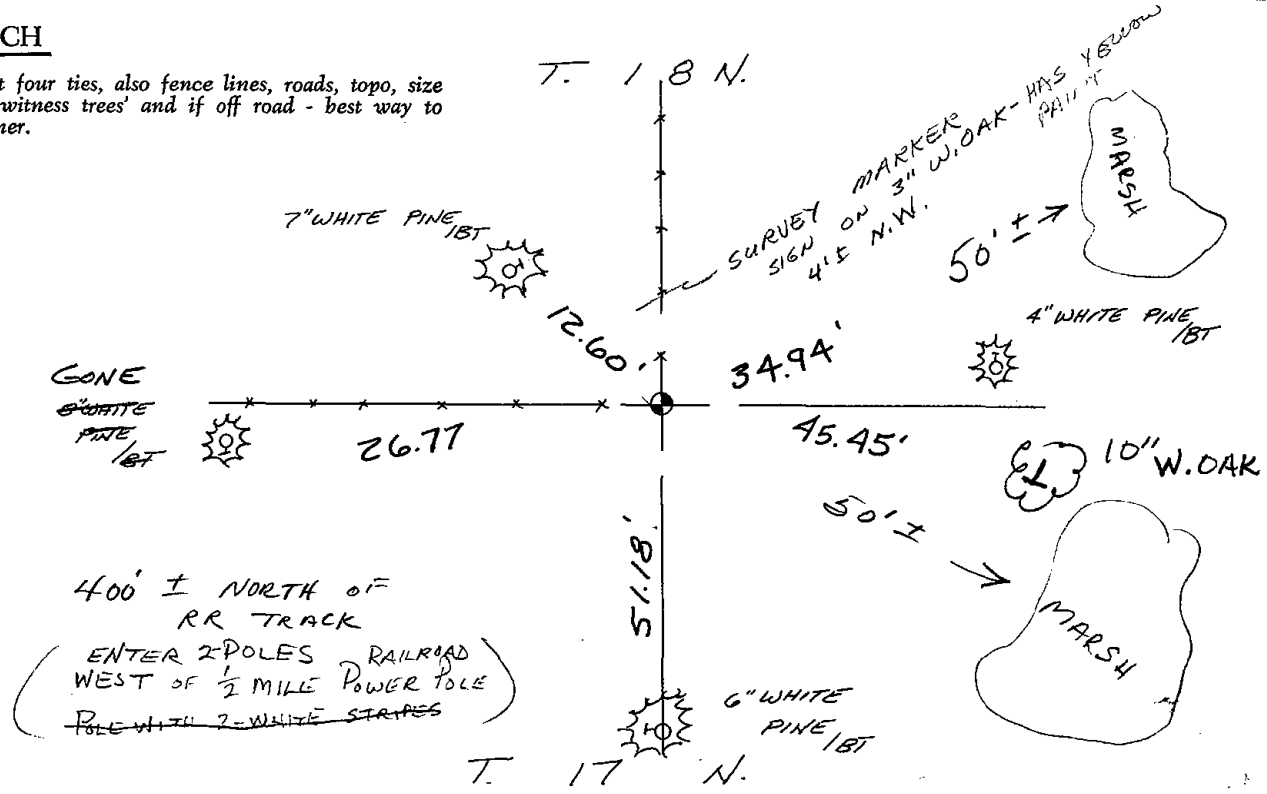 CH
t four ties, also fence lines, roads, topo, size
witness trees' and if off road - best way to
ner.
T. 18 N.
SURVEY MARKER
SIGN ON 3" W. OAK - HAS YELLOW
PAINT
4'± N.W.
MARSH
50' ±
7" WHITE PINE
/BT
12.60'
34.94'
4" WHITE PINE
/BT
GONE
8" WHITE
PINE
/BT
26.77
45.45'
10" W. OAK
50' ±
MARSH
51.18'
400' ± NORTH OF
RR TRACK
(ENTER 2-POLES RAILROAD
WEST OF 1/2 MILE POWER POLE)
POLE WITH 2-WHITE STRIPES
6" WHITE
PINE
/BT
T. 17 N.